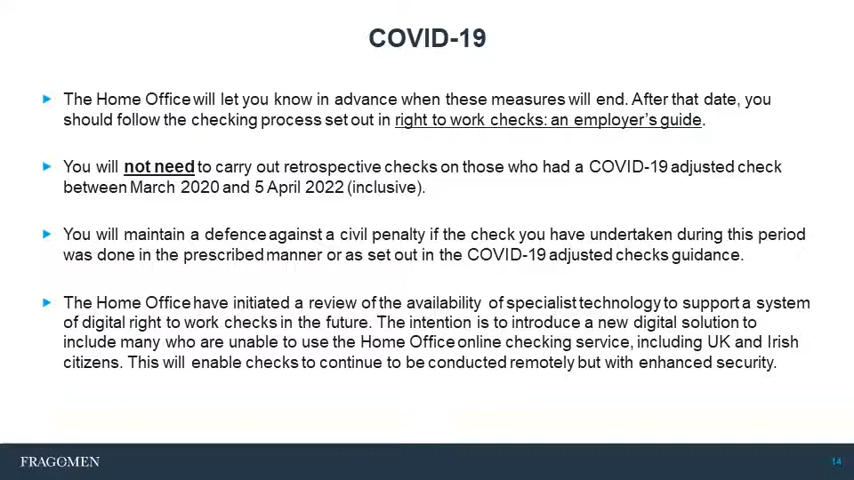 COVID-19
The Home Office will let you know in advance when these measures will end. After that date, you
should follow the checking process set out in right to work checks: an employer's guide.
You will not need to carry out retrospective checks on those who had a COVID-19 adjusted check
between March 2020 and 5 April 2022 (inclusive).
You will maintain a defence against a civil penalty if the check you have undertaken during this period
was done in the prescribed manner or as set out in the COVID-19 adjusted checks guidance.
The Home Office have initiated a review of the availability of specialist technology to support a system
of digital right to work checks in the future. The intention is to introduce a new digital solution to
include many who are unable to use the Home Office online checking service, including UK and Irish
citizens. This will enable checks to continue to be conducted remotely but with enhanced security.
FRAGOMEN
14